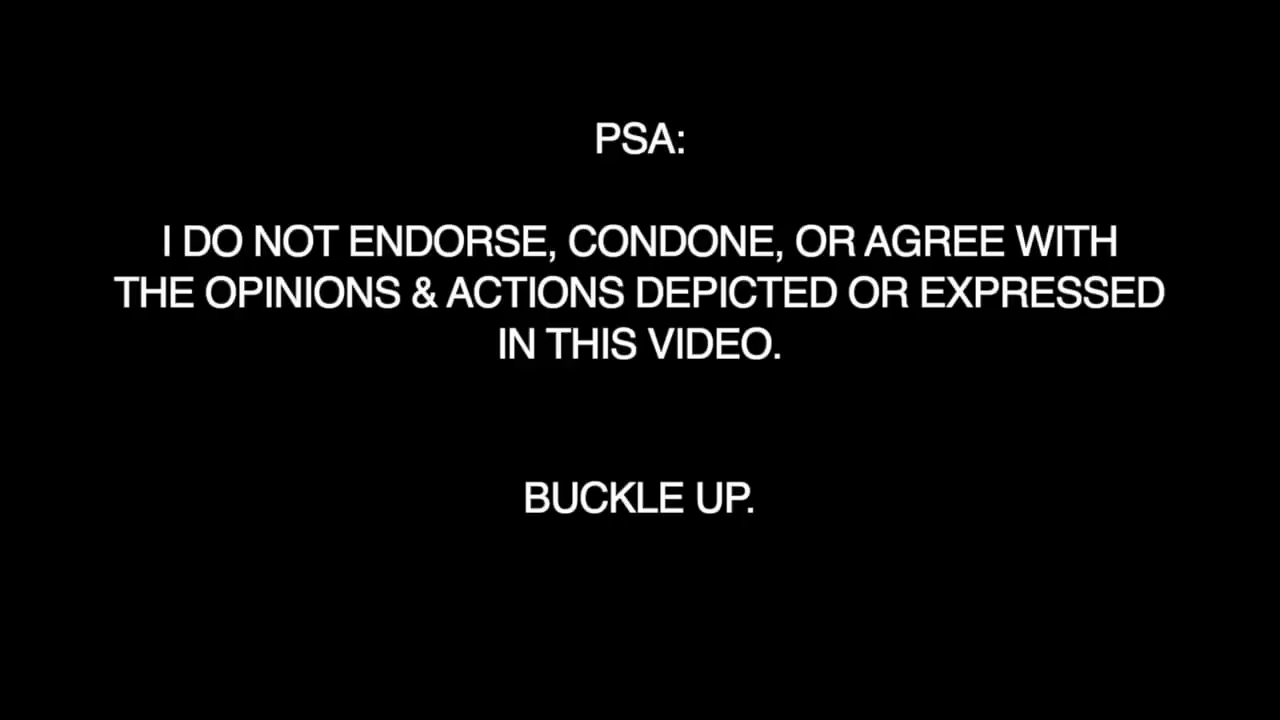 PSA:
I DO NOT ENDORSE, CONDONE, OR AGREE WITH
THE OPINIONS & ACTIONS DEPICTED OR EXPRESSED
IN THIS VIDEO.
BUCKLE UP.